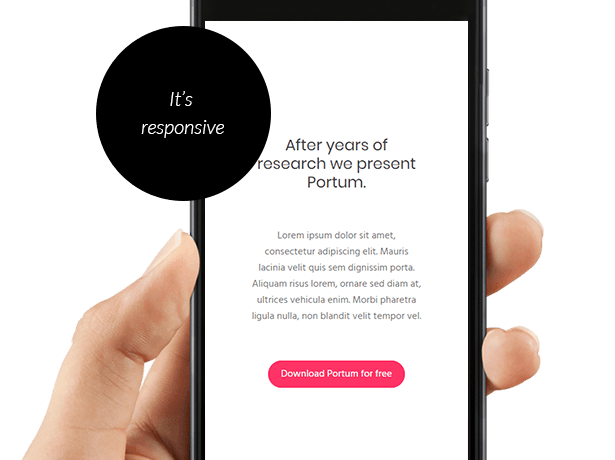 It's
responsive
After years of
research we present
Portum.
Lorem ipsum dolor sit amet,
consectetur adipiscing elit. Mauris
lacinia velit quis sem dignissim porta.
Aliquam risus lorem, ornare sed diam at,
ultrices vehicula enim. Morbi pharetra
ligula nulla, non blandit velit tempor vel.
Download Portum for free